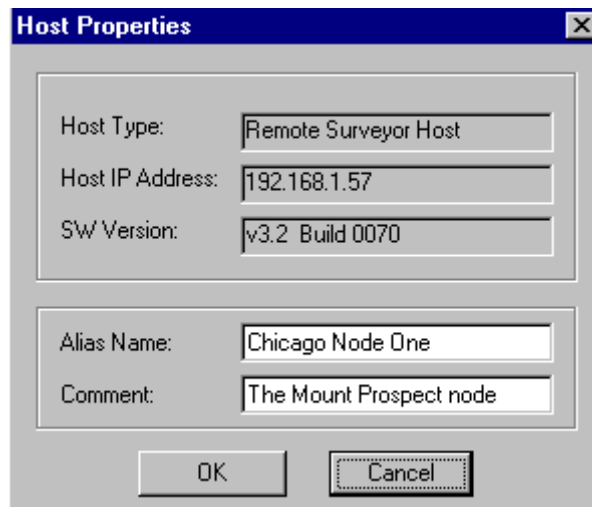 Host Properties
Host Type: Remote Surveyor Host
Host IP Address: 192.168.1.57
SW Version: v3.2  Build 0070
Alias Name: Chicago Node One
Comment: The Mount Prospect node
OK Cancel